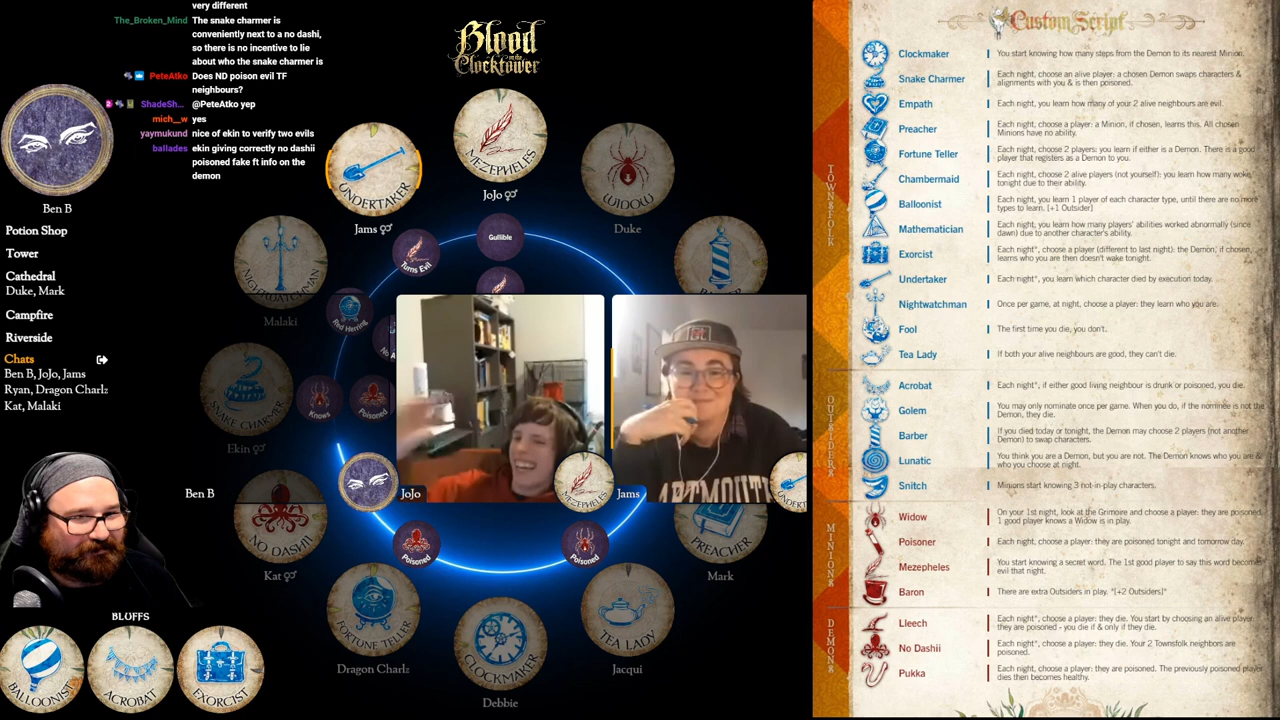 very different
The_Broken_Mind The snake charmer is
conveniently next to a no dashi,
so there is no incentive to lie
about who the snake charmer is
PeteAtko Does ND poison evil TF
neighbours?
ShadeSh... @PeteAtko yep
mich__w yes
yaymukund nice of ekin to verify two evils
ballades ekin giving correctly no dashii
poisoned fake ft info on the
demon
Ben B
Potion Shop
Tower
Cathedral
Duke, Mark
Campfire
Riverside
Chats
Ben B, JoJo, Jams
Ryan, Dragon Charlz
Kat, Malaki
Blood
on the
Clocktower
MEZEPHELES
JoJo
UNDERTAKER
Jams
WIDOW
Duke
NIGHTWATCHMAN
Malaki
SNAKE CHARMER
Ekin
NO DASHII
Kat
FORTUNE TELLER
Dragon Charlz
CLOCKMAKER
Debbie
TEA LADY
Jacqui
PREACHER
Mark
Turns Evil
Gullible
Red Herring
Knows
Poisoned
Poisoned
Poisoned
Ben B
JoJo
MEZEPHELES
Jams
ARTMOUTH
BLUFFS
BALLOONIST
ACROBAT
EXORCIST
Custom Script
TOWNSFOLK
Clockmaker You start knowing how many steps from the Demon to its nearest Minion.
Snake Charmer Each night, choose an alive player: a chosen Demon swaps characters &
alignments with you & is then poisoned.
Empath Each night, you learn how many of your 2 alive neighbours are evil.
Preacher Each night, choose a player: a Minion, if chosen, learns this. All chosen
Minions have no ability.
Fortune Teller Each night, choose 2 players: you learn if either is a Demon. There is a good
player that registers as a Demon to you.
Chambermaid Each night, choose 2 alive players (not yourself): you learn how many woke
tonight due to their ability.
Balloonist Each night, you learn 1 player of each character type, until there are no more
types to learn. [+1 Outsider]
Mathematician Each night, you learn how many players' abilities worked abnormally (since
dawn) due to another character's ability.
Exorcist Each night*, choose a player (different to last night): the Demon, if chosen,
learns who you are then doesn't wake tonight.
Undertaker Each night*, you learn which character died by execution today.
Nightwatchman Once per game, at night, choose a player: they learn who you are.
Fool The first time you die, you don't.
Tea Lady If both your alive neighbours are good, they can't die.
OUTSIDERS
Acrobat Each night*, if either good living neighbour is drunk or poisoned, you die.
Golem You may only nominate once per game. When you do, if the nominee is not the
Demon, they die.
Barber If you died today or tonight, the Demon may choose 2 players (not another
Demon) to swap characters.
Lunatic You think you are a Demon, but you are not. The Demon knows who you are &
who you choose at night.
Snitch Minions start knowing 3 not-in-play characters.
MINIONS
Widow On your 1st night, look at the Grimoire and choose a player: they are poisoned.
1 good player knows a Widow is in play.
Poisoner Each night, choose a player: they are poisoned tonight and tomorrow day.
Mezepheles You start knowing a secret word. The 1st good player to say this word becomes
evil that night.
Baron There are extra Outsiders in play. [+2 Outsiders]
DEMONS
Lleech Each night*, choose a player: they die. You start by choosing an alive player:
they are poisoned - you die if & only if they die.
No Dashii Each night*, choose a player: they die. Your 2 Townsfolk neighbors are
poisoned.
Pukka Each night, choose a player: they are poisoned. The previously poisoned player
dies then becomes healthy.